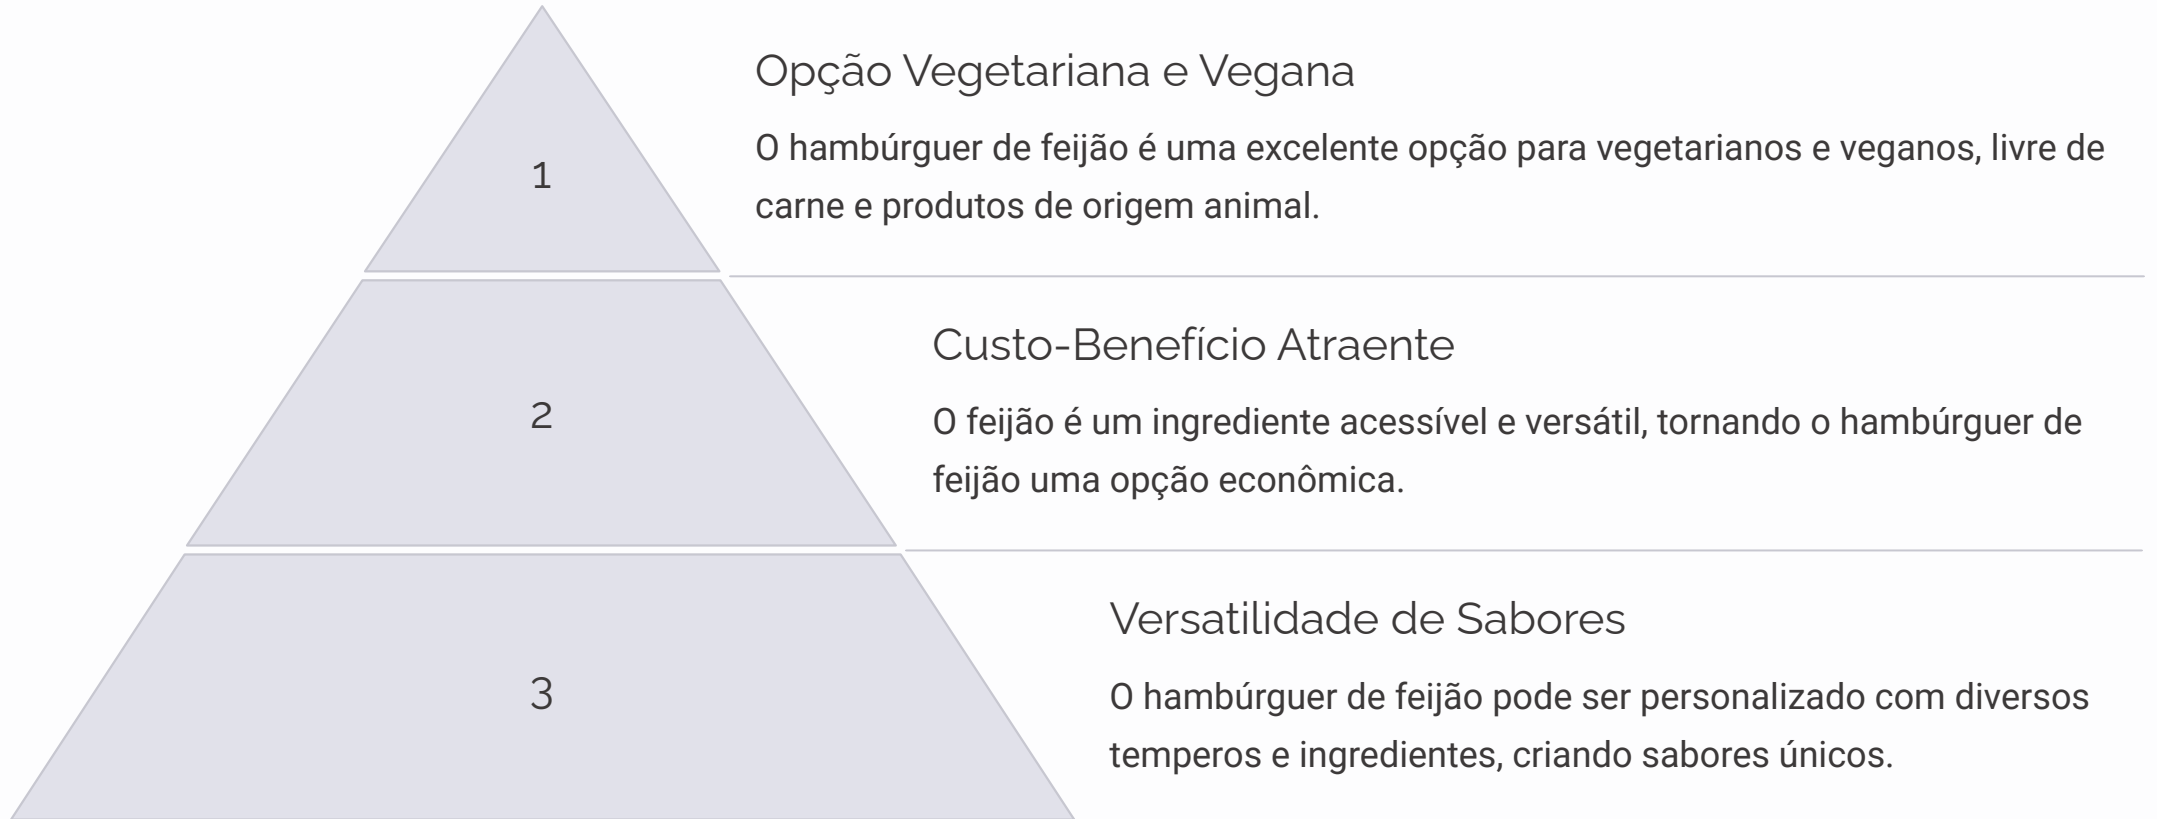 1
Opção Vegetariana e Vegana
O hambúrguer de feijão é uma excelente opção para vegetarianos e veganos, livre de
carne e produtos de origem animal.
2
Custo-Benefício Atraente
O feijão é um ingrediente acessível e versátil, tornando o hambúrguer de
feijão uma opção econômica.
3
Versatilidade de Sabores
O hambúrguer de feijão pode ser personalizado com diversos
temperos e ingredientes, criando sabores únicos.